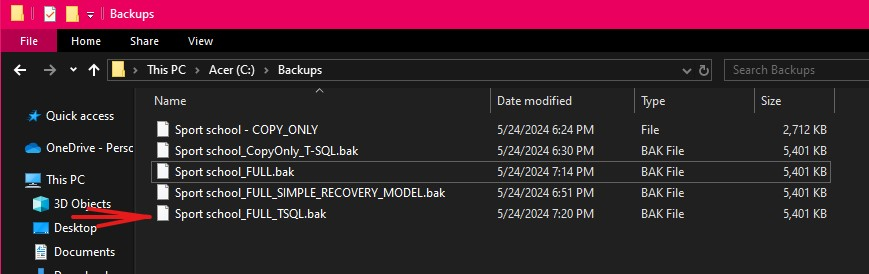 Backups
File Home Share View
This PC > Acer (C:) > Backups Search Backups
Name Date modified Type Size
Quick access
OneDrive - Persc
This PC
3D Objects
Desktop
Documents
Sport school - COPY_ONLY 5/24/2024 6:24 PM File 2,712 KB
Sport school_CopyOnly_T-SQL.bak 5/24/2024 6:30 PM BAK File 5,401 KB
Sport school_FULL.bak 5/24/2024 7:14 PM BAK File 5,401 KB
Sport school_FULL_SIMPLE_RECOVERY_MODEL.bak 5/24/2024 6:51 PM BAK File 5,401 KB
Sport school_FULL_TSQL.bak 5/24/2024 7:20 PM BAK File 5,401 KB